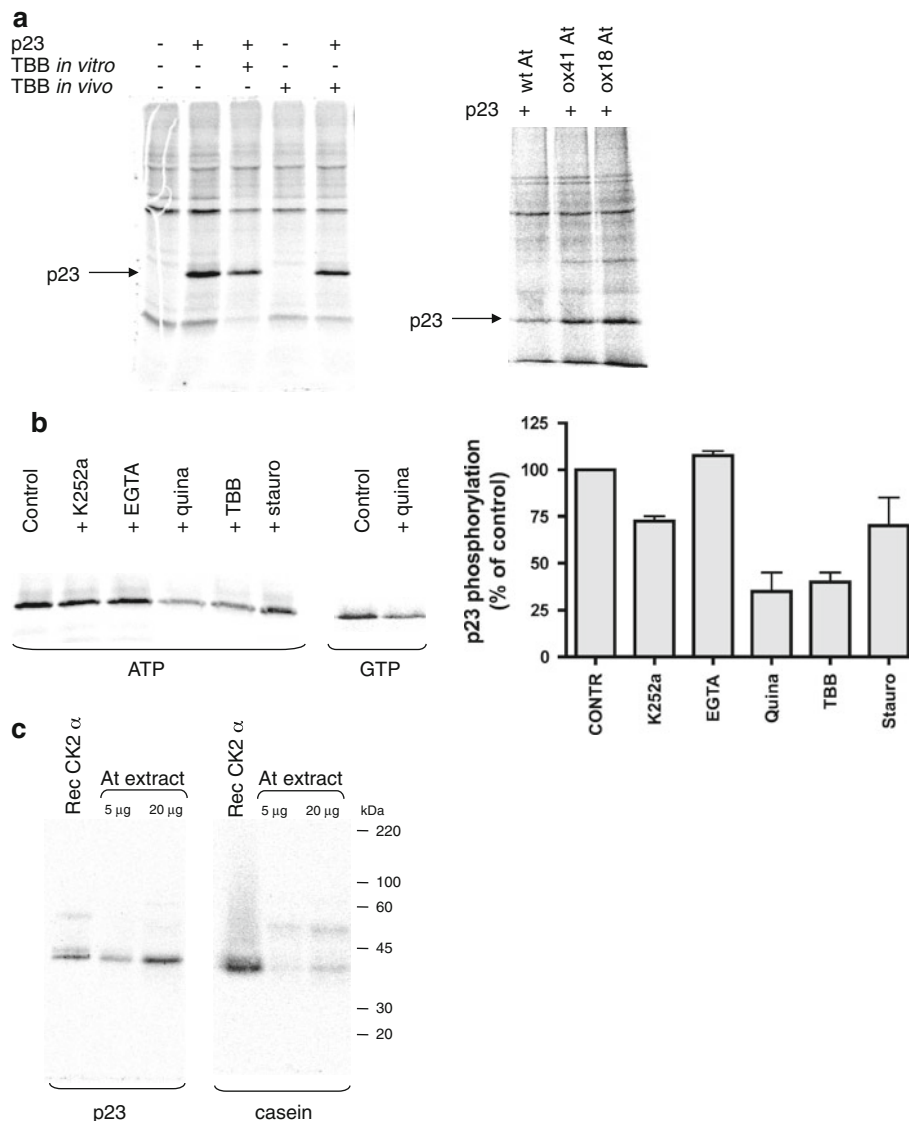 a
p23 - + + - +
TBB in vitro - - + - -
TBB in vivo - - - + +
p23
wt At
ox41 At
ox18 At
p23 + + +
p23
b
Control
+ K252a
+ EGTA
+ quina
+ TBB
+ stauro
ATP
Control
+ quina
GTP
p23 phosphorylation
(% of control)
125
100
75
50
25
0
CONTR
K252a
EGTA
Quina
TBB
Stauro
c
Rec CK2 α
At extract
5 μg 20 μg
p23
Rec CK2 α
At extract
5 μg 20 μg
casein
kDa
220
100
60
45
30
20